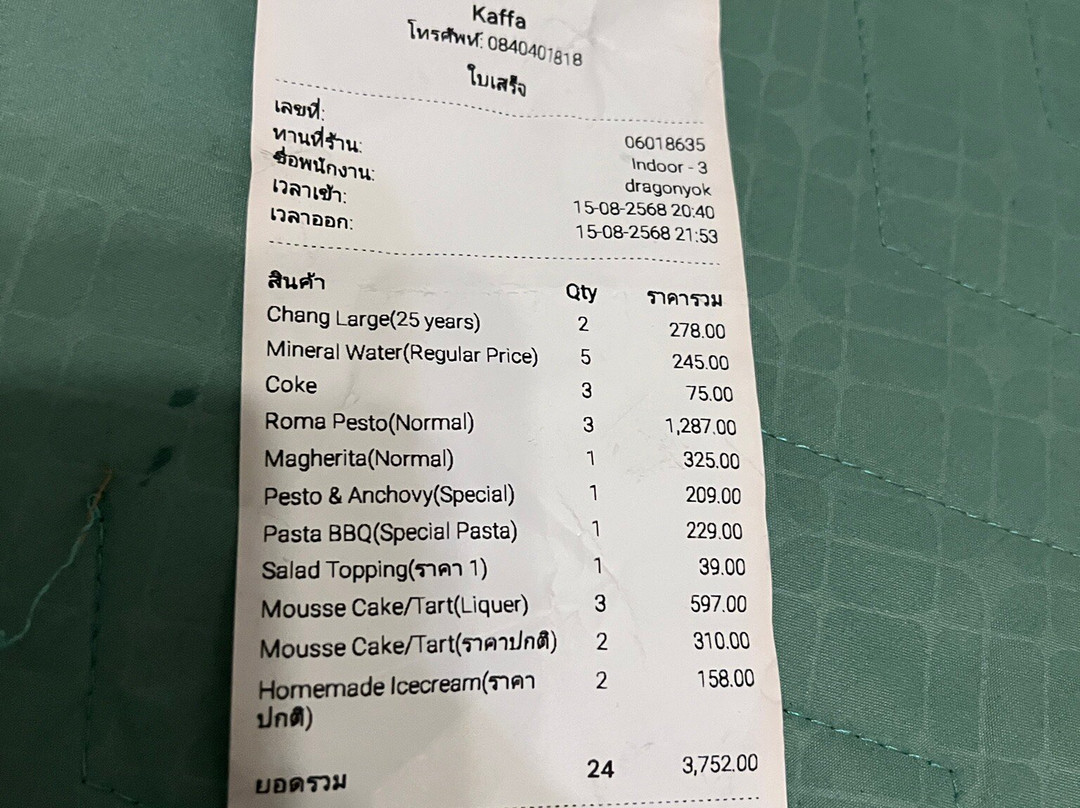 Kaffa
โทรศัพท์: 0840401818
ใบเสร็จ
เลขที่: 06018635
ทานที่ร้าน: Indoor - 3
ชื่อพนักงาน: dragonyok
เวลาเข้า: 15-08-2568 20:40
เวลาออก: 15-08-2568 21:53
สินค้า Qty ราคารวม
Chang Large(25 years) 2 278.00
Mineral Water(Regular Price) 5 245.00
Coke 3 75.00
Roma Pesto(Normal) 3 1,287.00
Magherita(Normal) 1 325.00
Pesto & Anchovy(Special) 1 209.00
Pasta BBQ(Special Pasta) 1 229.00
Salad Topping(ราคา 1) 1 39.00
Mousse Cake/Tart(Liquer) 3 597.00
Mousse Cake/Tart(ราคาปกติ) 2 310.00
Homemade Icecream(ราคา 2 158.00
ปกติ)
ยอดรวม 24 3,752.00